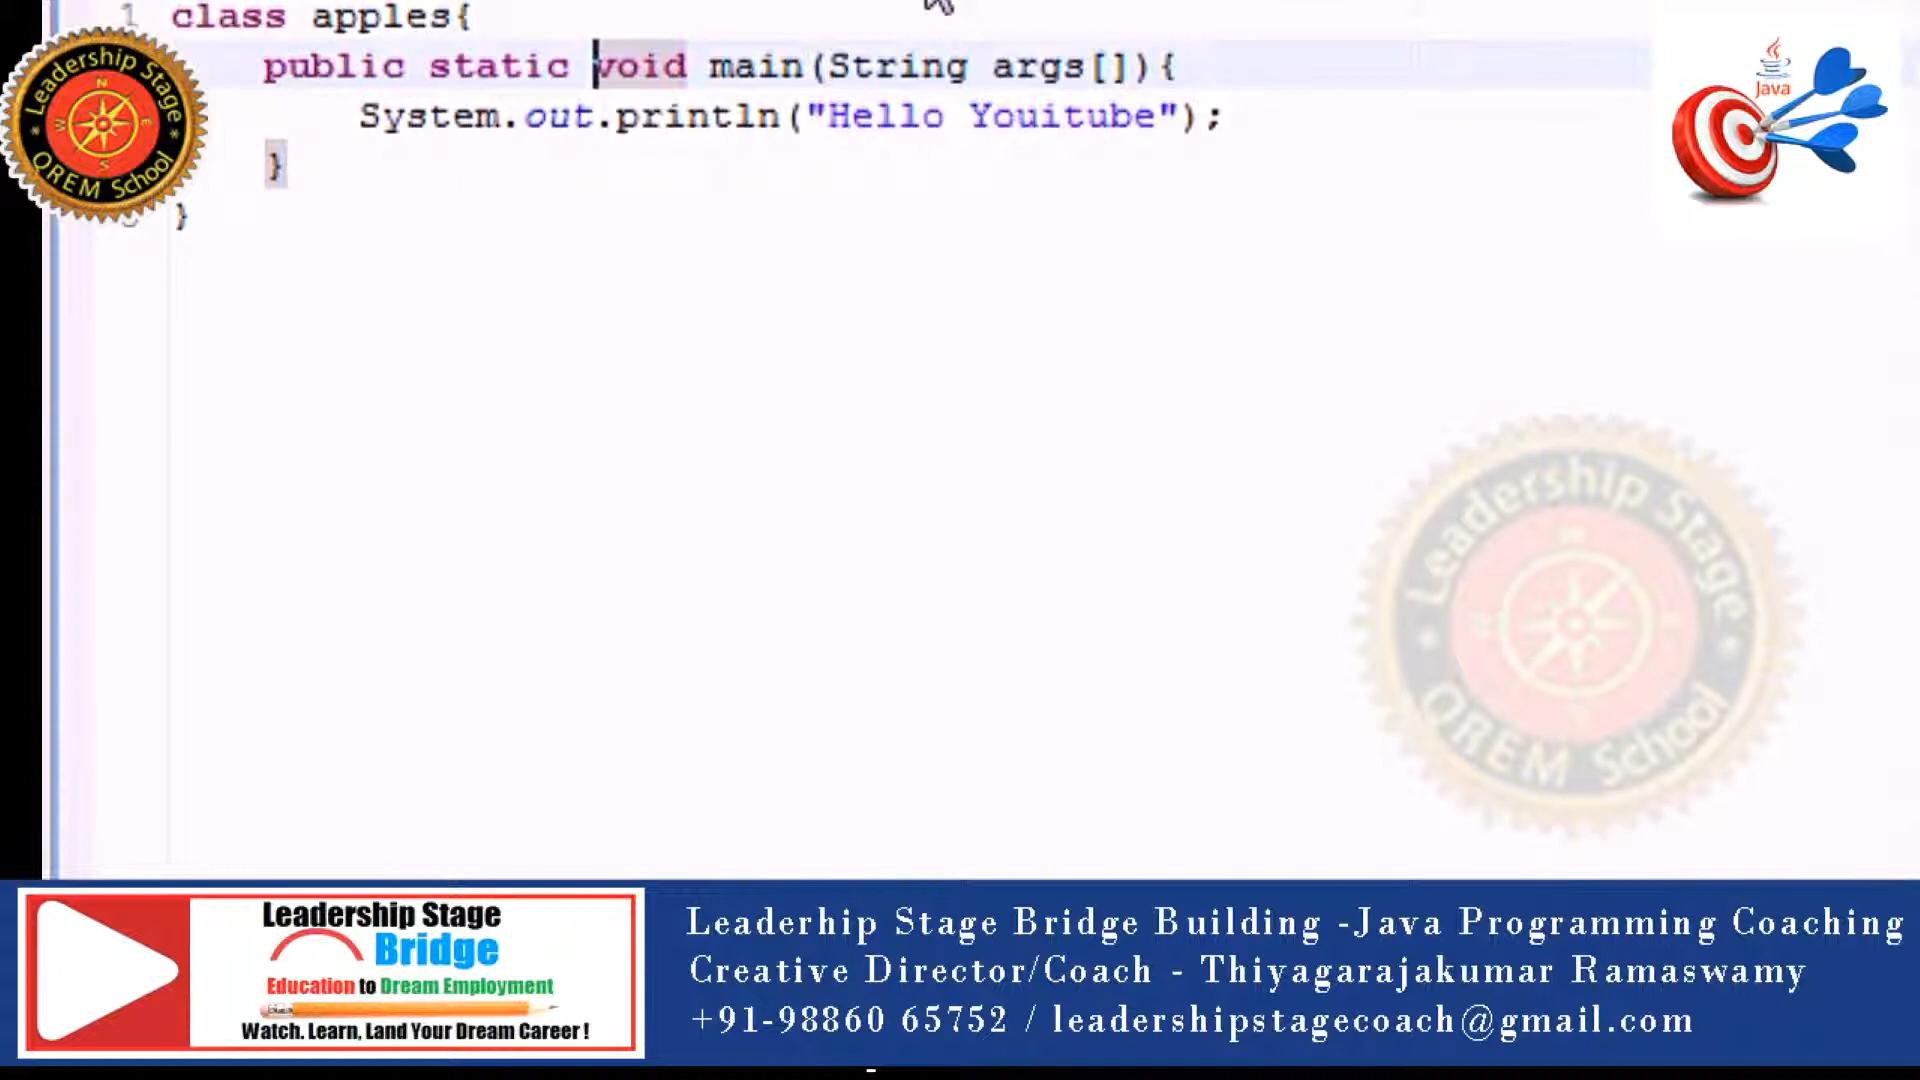 1 class apples{
public static void main(String args[]){
System.out.println("Hello Youitube");
}
}
Leadership Stage
QREM School
N
E
S
W
Java
Leadership Stage
QREM School
Leadership Stage
Bridge
Education to Dream Employment
Watch. Learn, Land Your Dream Career !
Leaderhip Stage Bridge Building -Java Programming Coaching
Creative Director/Coach - Thiyagarajakumar Ramaswamy
+91-98860 65752 / leadershipstagecoach@gmail.com